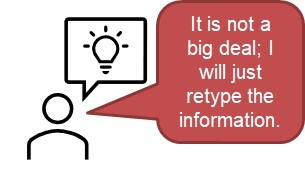 It is not a
big deal; I
will just
retype the
information.